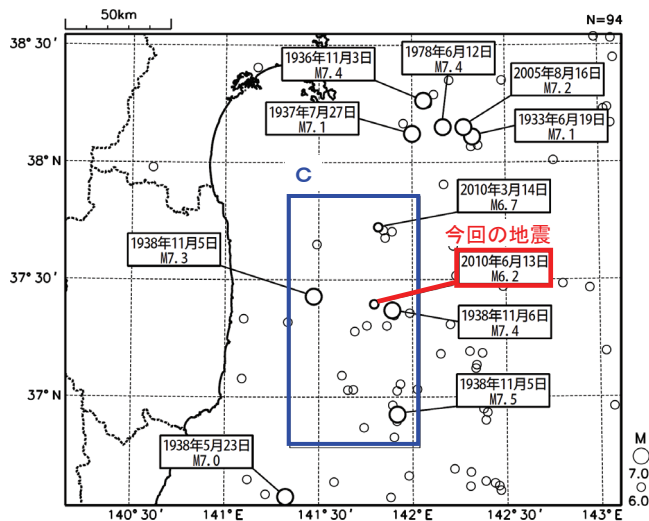 50km
N=94
38°30'
1936年11月3日
M7.4
1978年6月12日
M7.4
2005年8月16日
M7.2
1937年7月27日
M7.1
1933年6月19日
M7.1
38°N
C
2010年3月14日
M6.7
今回の地震
1938年11月5日
M7.3
2010年6月13日
M6.2
37°30'
1938年11月6日
M7.4
37°N
1938年11月5日
M7.5
1938年5月23日
M7.0
M
7.0
6.0
140°30'
141°E
141°30'
142°E
142°30'
143°E